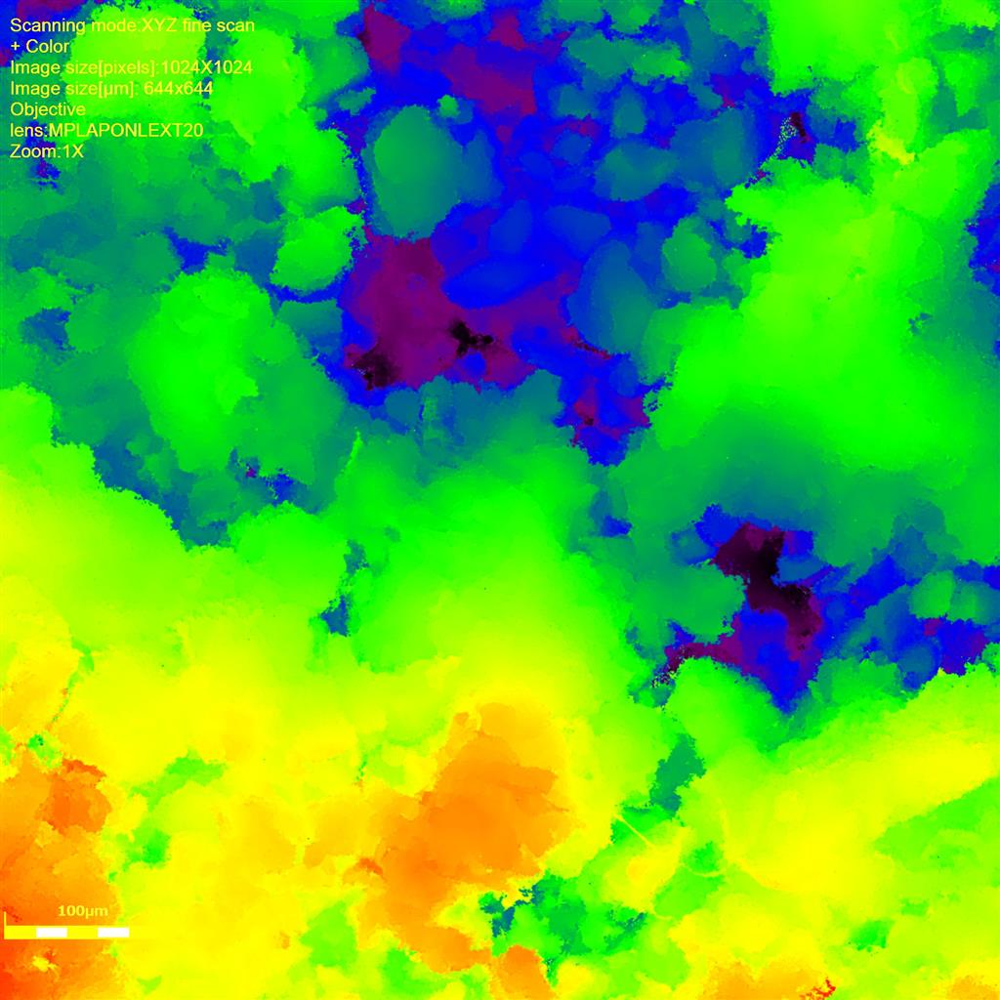 Scanning mode:XYZ fine scan
+ Color
Image size[pixels]:1024X1024
Image size[µm]: 644x644
Objective
lens:MPLAPONLEXT20
Zoom:1X
100µm